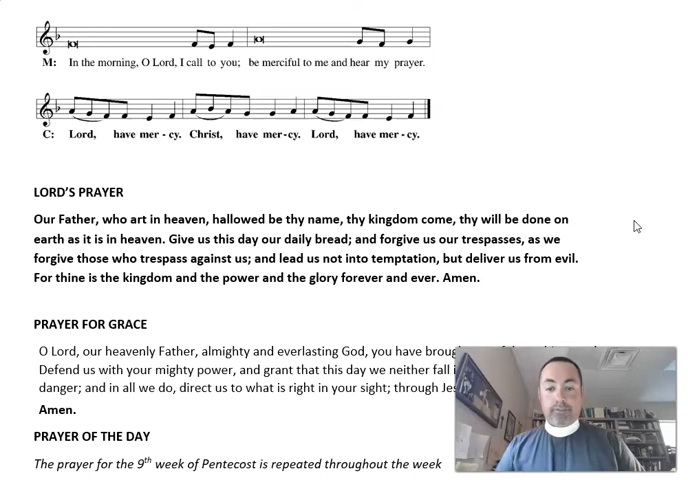 M: In the morning, O Lord, I call to you; be merciful to me and hear my prayer.
C: Lord, have mer - cy. Christ, have mer - cy. Lord, have mer - cy.
LORD'S PRAYER
Our Father, who art in heaven, hallowed be thy name, thy kingdom come, thy will be done on
earth as it is in heaven. Give us this day our daily bread; and forgive us our trespasses, as we
forgive those who trespass against us; and lead us not into temptation, but deliver us from evil.
For thine is the kingdom and the power and the glory forever and ever. Amen.
PRAYER FOR GRACE
O Lord, our heavenly Father, almighty and everlasting God, you have
Defend us with your mighty power, and grant that this day we neither fall
danger; and in all we do, direct us to what is right in your sight; through
Amen.
PRAYER OF THE DAY
The prayer for the 9th week of Pentecost is repeated throughout the week